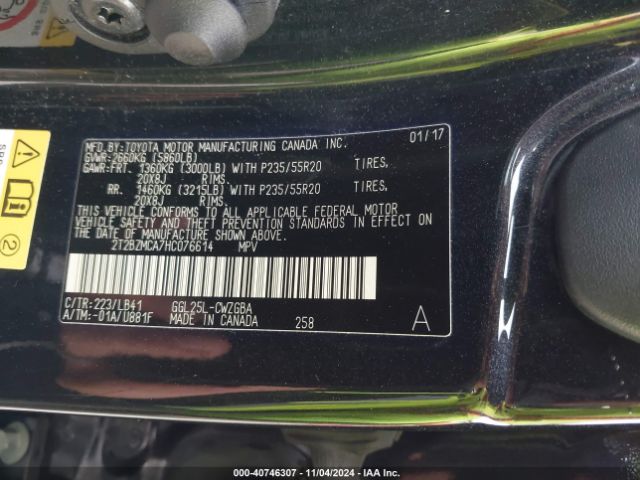 MFD.BY:TOYOTA MOTOR MANUFACTURING CANADA INC. 01/17
GVWR:2660KG (5860LB)
GAWR:FRT. 1360KG (3000LB) WITH P235/55R20 TIRES,
20X8J RIMS.
RR. 1460KG (3215LB) WITH P235/55R20 TIRES,
20X8J RIMS.
THIS VEHICLE CONFORMS TO ALL APPLICABLE FEDERAL MOTOR
VEHICLE SAFETY AND THEFT PREVENTION STANDARDS IN EFFECT ON
THE DATE OF MANUFACTURE SHOWN ABOVE.
2T2BZMCA7HC076614 MPV
C/TR:223/LB41 GGL25L-CWZGBA
A/TM:-01A/U881F MADE IN CANADA 258 A
SRS
2
000-40746307 - 11/04/2024 - IAA Inc.